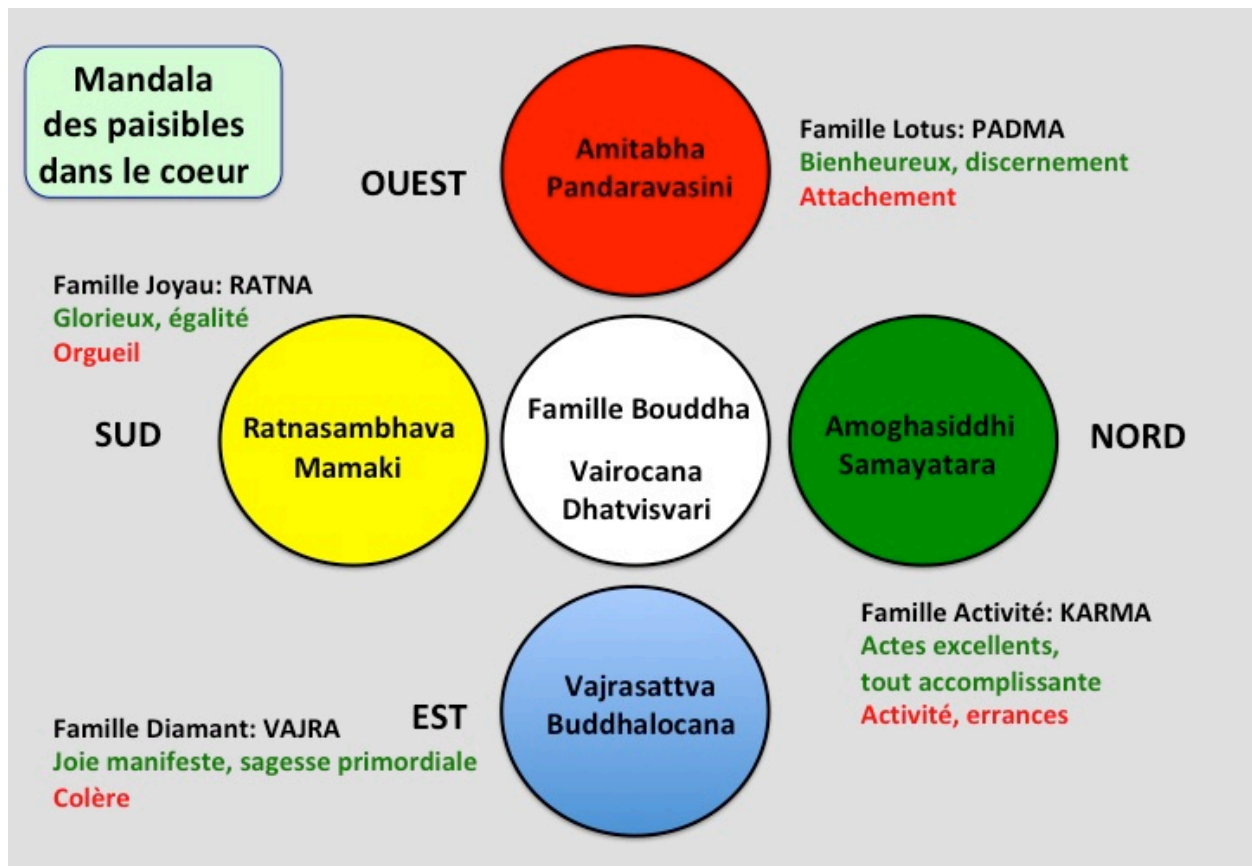 Mandala
des paisibles
dans le coeur
OUEST
Amitabha
Pandaravasini
Famille Lotus: PADMA
Bienheureux, discernement
Attachement
Famille Joyau: RATNA
Glorieux, égalité
Orgueil
SUD
Ratnasambhava
Mamaki
Famille Bouddha
Vairocana
Dhatvisvari
Amoghasiddhi
Samayatara
NORD
Famille Activité: KARMA
Actes excellents,
tout accomplissante
Activité, errances
Vajrasattva
Buddhalocana
EST
Famille Diamant: VAJRA
Joie manifeste, sagesse primordiale
Colère